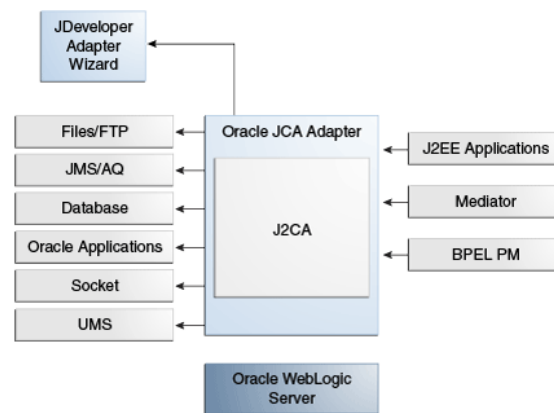 JDeveloper
Adapter
Wizard
Files/FTP
JMS/AQ
Database
Oracle Applications
Socket
UMS
Oracle JCA Adapter
J2CA
J2EE Applications
Mediator
BPEL PM
Oracle WebLogic
Server